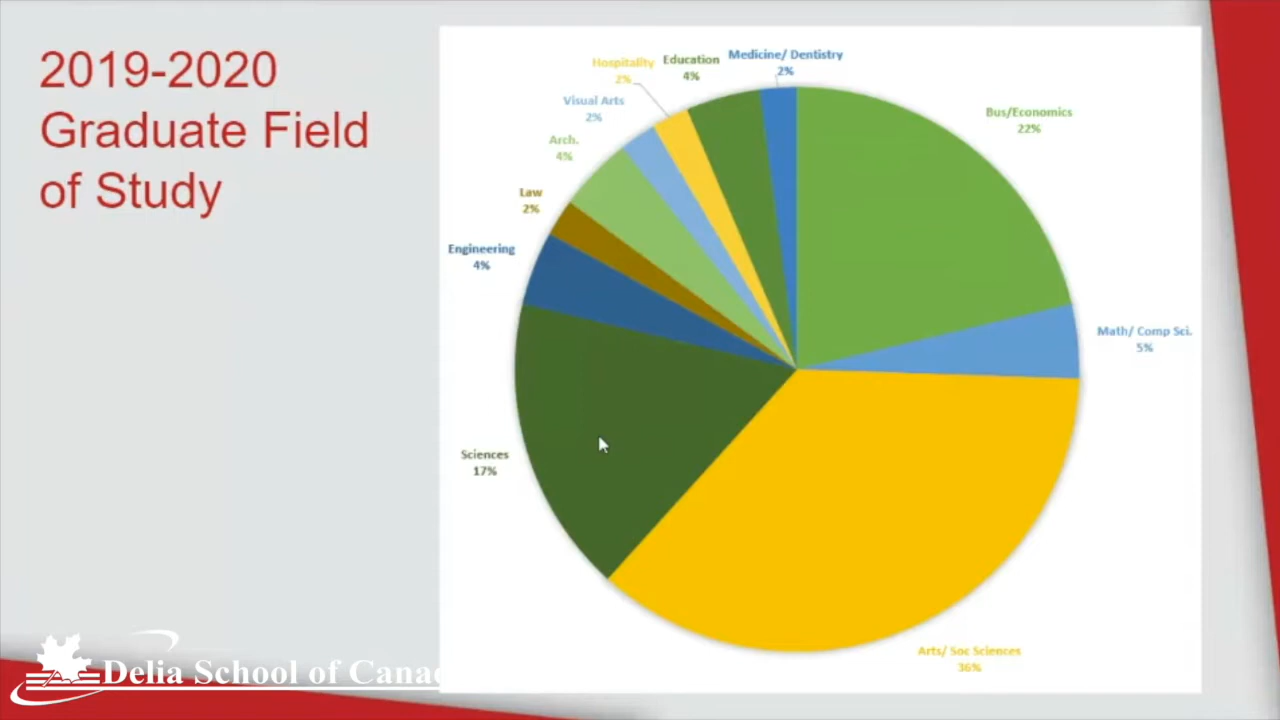 2019-2020
Graduate Field
of Study
Medicine/ Dentistry
2%
Education
4%
Hospitality
2%
Visual Arts
2%
Arch.
4%
Law
2%
Engineering
4%
Sciences
17%
Bus/Economics
22%
Math/ Comp Sci.
5%
Arts/ Soc Sciences
36%
Delia School of Canad